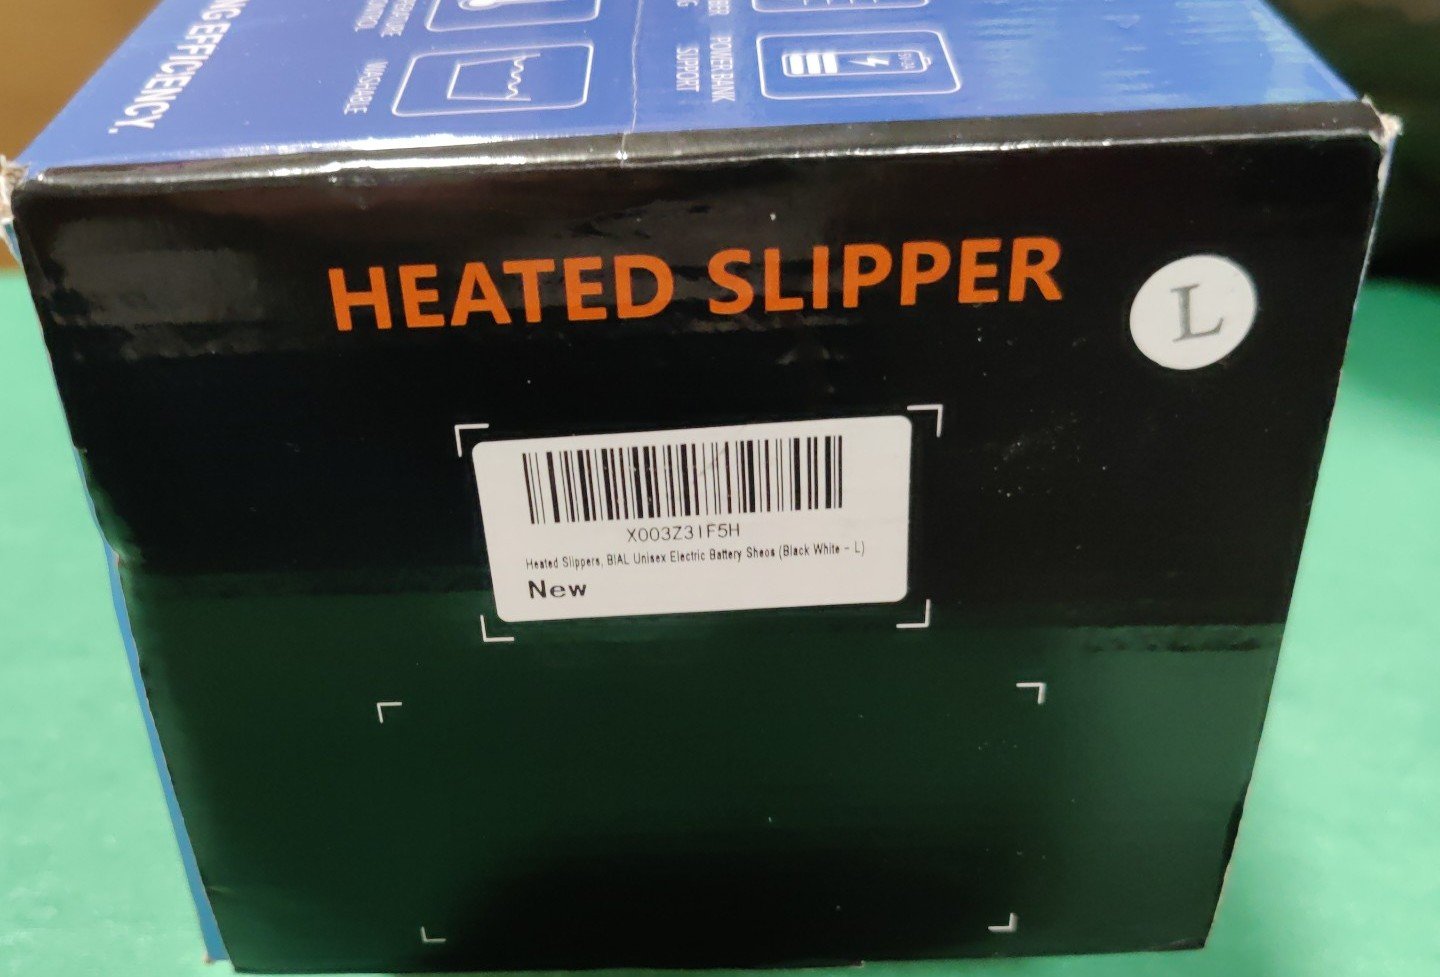 EFFICIENCY.
WASHABLE
POWER BANK
SUPPORT
HEATED SLIPPER
L
X003Z3IF5H
Heated Slippers, BIAL Unisex Electric Battery Sheos (Black White - L)
New